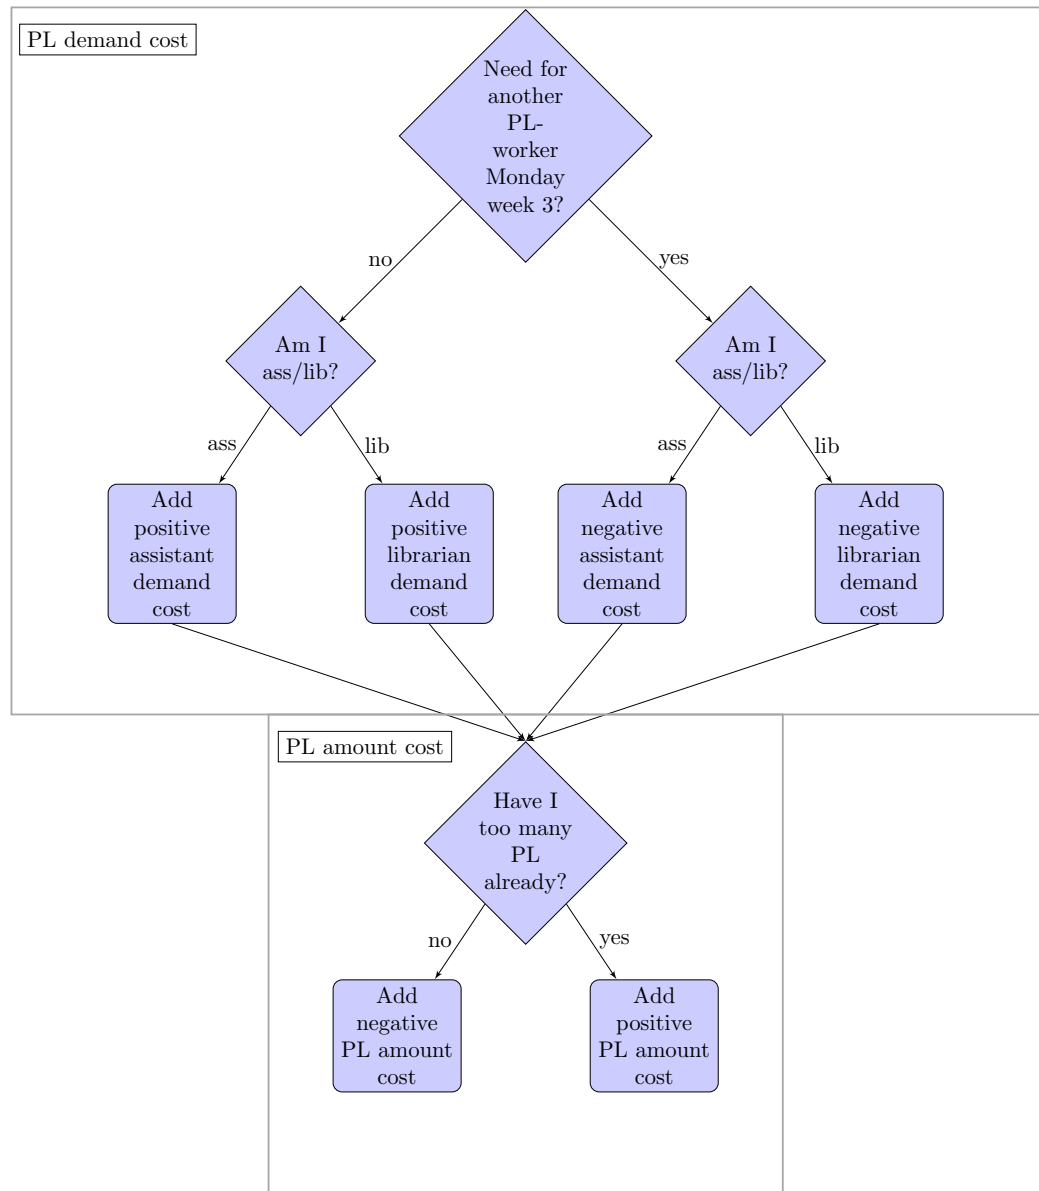 PL demand cost
Need for
another
PL-
worker
Monday
week 3?
no
yes
Am I
ass/lib?
Am I
ass/lib?
ass
lib
ass
lib
Add
positive
assistant
demand
cost
Add
positive
librarian
demand
cost
Add
negative
assistant
demand
cost
Add
negative
librarian
demand
cost
PL amount cost
Have I
too many
PL
already?
no
yes
Add
negative
PL amount
cost
Add
positive
PL amount
cost